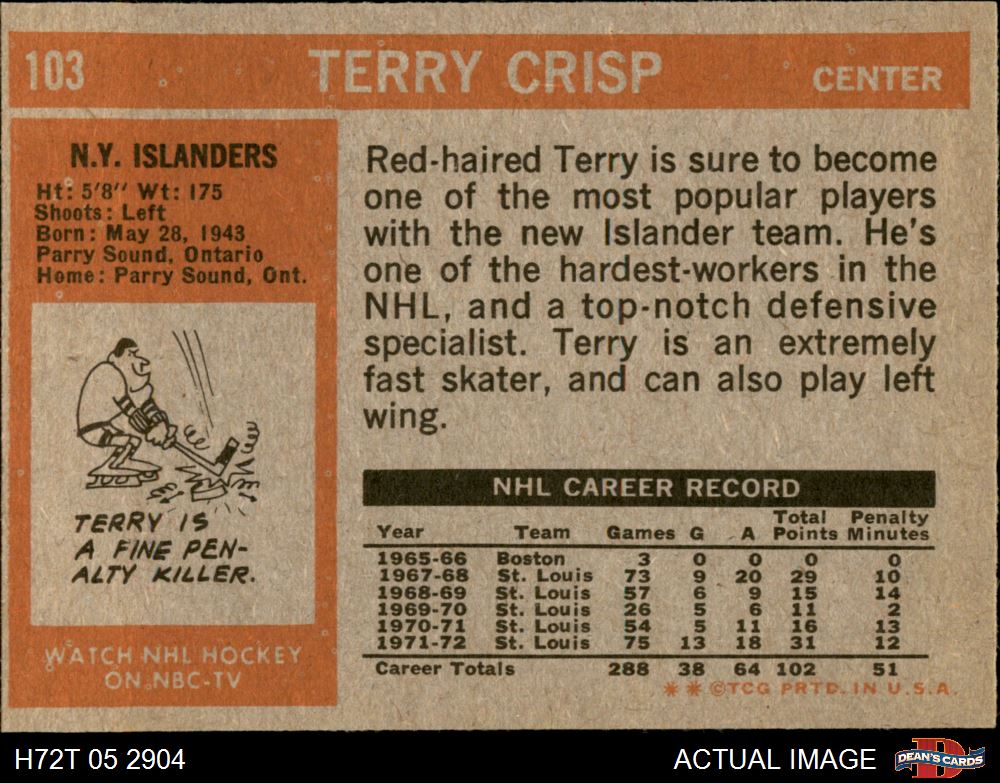 103 TERRY CRISP CENTER
N.Y. ISLANDERS
Ht: 5'8'' Wt: 175
Shoots: Left
Born: May 28, 1943
Parry Sound, Ontario
Home: Parry Sound, Ont.
TERRY IS
A FINE PEN-
ALTY KILLER.
WATCH NHL HOCKEY
ON NBC-TV
Red-haired Terry is sure to become
one of the most popular players
with the new Islander team. He's
one of the hardest-workers in the
NHL, and a top-notch defensive
specialist. Terry is an extremely
fast skater, and can also play left
wing.
NHL CAREER RECORD
Year Team Games G A Total Points Penalty Minutes
1965-66 Boston 3 0 0 0 0
1967-68 St. Louis 73 9 20 29 10
1968-69 St. Louis 57 6 9 15 14
1969-70 St. Louis 26 5 6 11 2
1970-71 St. Louis 54 5 11 16 13
1971-72 St. Louis 75 13 18 31 12
Career Totals 288 38 64 102 51
* * ©TCG PRTD. IN U.S.A.
H72T 05 2904 ACTUAL IMAGE DEAN'S CARDS